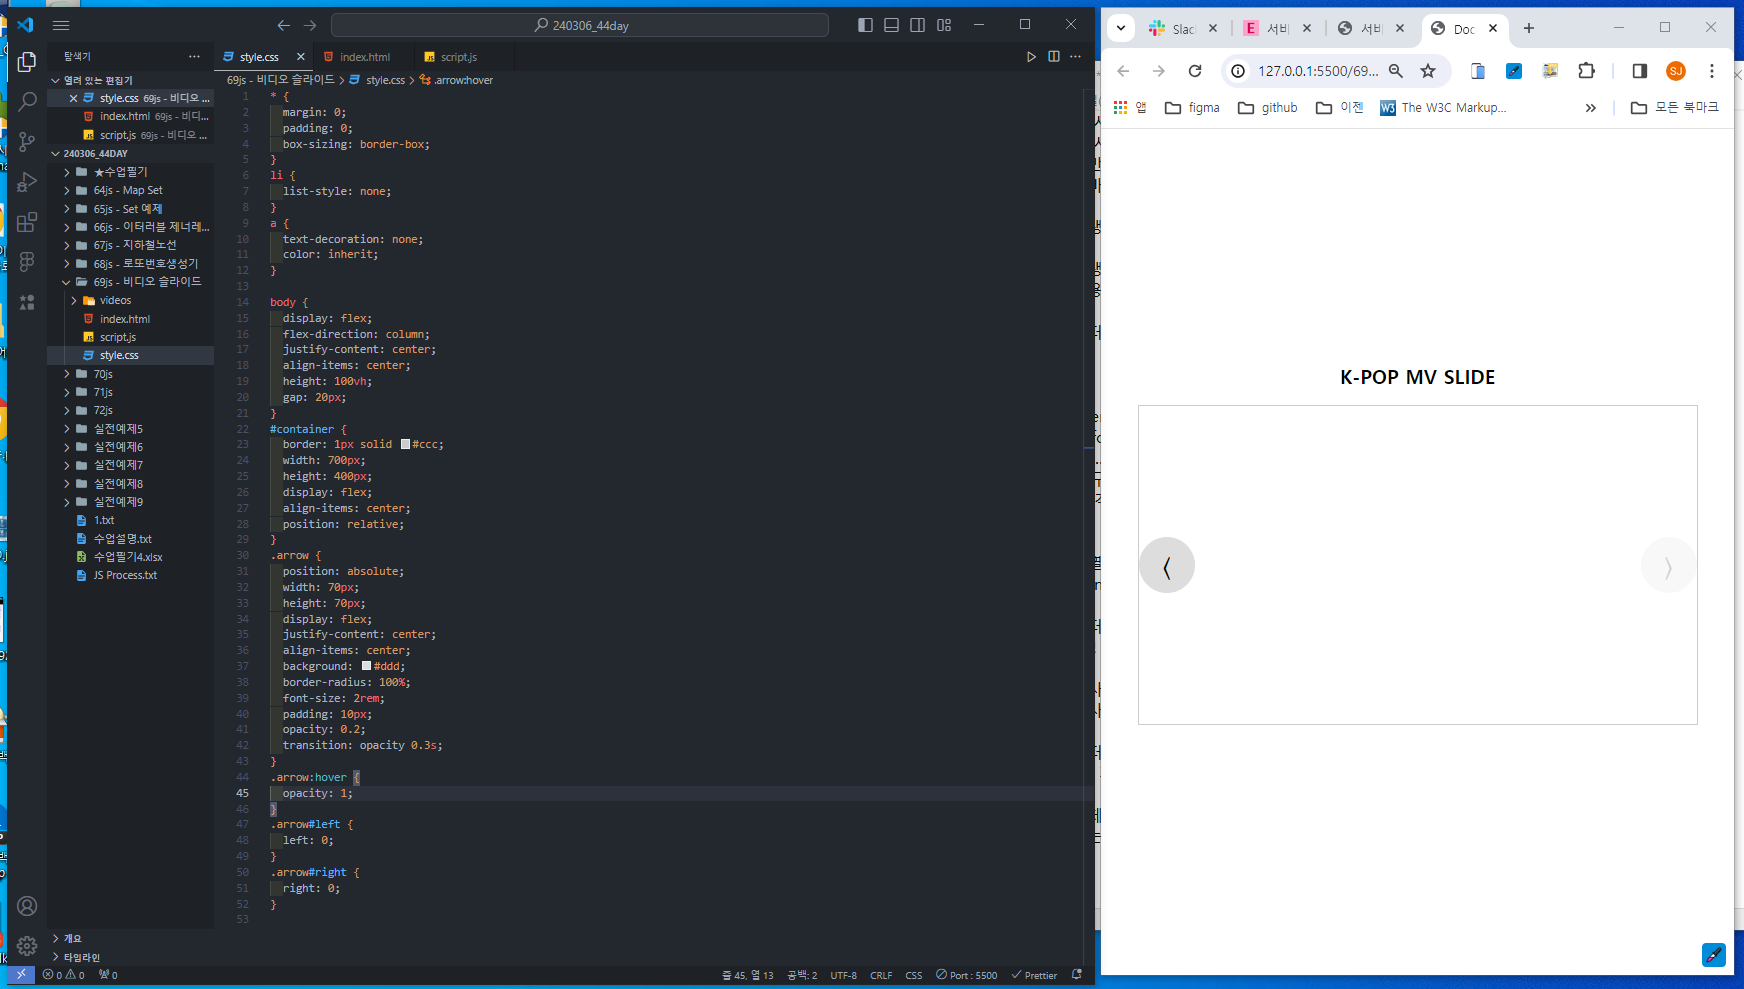 240306_44day
탐색기
style.css
index.html
script.js
열려 있는 편집기
69js - 비디오 슬라이드 > style.css > .arrow:hover
style.css 69js - 비디오 ...
index.html 69js - 비디...
script.js 69js - 비디오 ...
240306_44DAY
★수업필기
64js - Map Set
65js - Set 예제
66js - 이터러블 제너레...
67js - 지하철노선
68js - 로또번호생성기
69js - 비디오 슬라이드
videos
index.html
script.js
style.css
70js
71js
72js
실전예제5
실전예제6
실전예제7
실전예제8
실전예제9
1.txt
수업설명.txt
수업필기4.xlsx
JS Process.txt
개요
타임라인
1 * {
2 margin: 0;
3 padding: 0;
4 box-sizing: border-box;
5 }
6 li {
7 list-style: none;
8 }
9 a {
10 text-decoration: none;
11 color: inherit;
12 }
13
14 body {
15 display: flex;
16 flex-direction: column;
17 justify-content: center;
18 align-items: center;
19 height: 100vh;
20 gap: 20px;
21 }
22 #container {
23 border: 1px solid #ccc;
24 width: 700px;
25 height: 400px;
26 display: flex;
27 align-items: center;
28 position: relative;
29 }
30 .arrow {
31 position: absolute;
32 width: 70px;
33 height: 70px;
34 display: flex;
35 justify-content: center;
36 align-items: center;
37 background: #ddd;
38 border-radius: 100%;
39 font-size: 2rem;
40 padding: 10px;
41 opacity: 0.2;
42 transition: opacity 0.3s;
43 }
44 .arrow:hover {
45 opacity: 1;
46 }
47 .arrow#left {
48 left: 0;
49 }
50 .arrow#right {
51 right: 0;
52 }
53
0 0 0
줄 45, 열 13 공백: 2 UTF-8 CRLF CSS Port : 5500 Prettier
Slac
E 서비
서비
Doc
127.0.0.1:5500/69...
SJ
앱 figma github 이젠 W3 The W3C Markup... » 모든 북마크
K-POP MV SLIDE
〈 〉